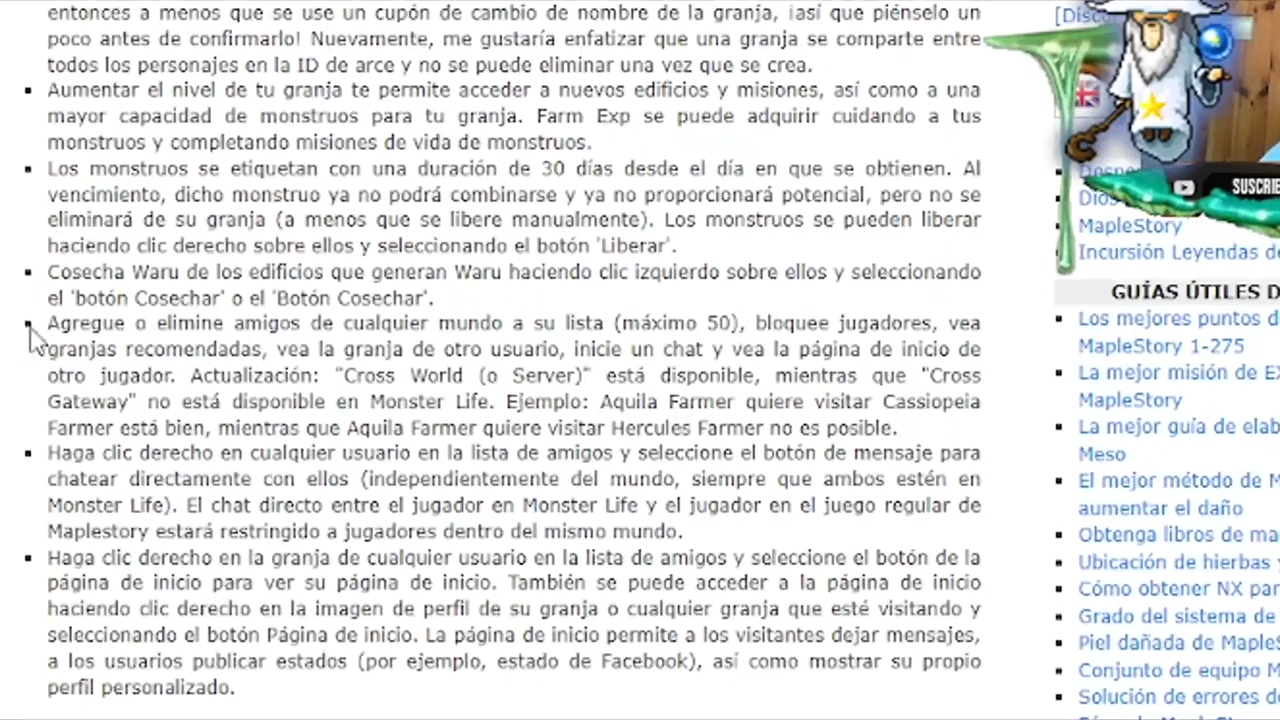 entonces a menos que se use un cupón de cambio de nombre de la granja, ¡así que piénselo un
poco antes de confirmarlo! Nuevamente, me gustaría enfatizar que una granja se comparte entre
todos los personajes en la ID de arce y no se puede eliminar una vez que se crea.
Aumentar el nivel de tu granja te permite acceder a nuevos edificios y misiones, así como a una
mayor capacidad de monstruos para tu granja. Farm Exp se puede adquirir cuidando a tus
monstruos y completando misiones de vida de monstruos.
Los monstruos se etiquetan con una duración de 30 días desde el día en que se obtienen. Al
vencimiento, dicho monstruo ya no podrá combinarse y ya no proporcionará potencial, pero no se
eliminará de su granja (a menos que se libere manualmente). Los monstruos se pueden liberar
haciendo clic derecho sobre ellos y seleccionando el botón 'Liberar'.
Cosecha Waru de los edificios que generan Waru haciendo clic izquierdo sobre ellos y seleccionando
el 'botón Cosechar' o el 'Botón Cosechar'.
Agregue o elimine amigos de cualquier mundo a su lista (máximo 50), bloquee jugadores, vea
granjas recomendadas, vea la granja de otro usuario, inicie un chat y vea la página de inicio de
otro jugador. Actualización: "Cross World (o Server)" está disponible, mientras que "Cross
Gateway" no está disponible en Monster Life. Ejemplo: Aquila Farmer quiere visitar Cassiopeia
Farmer está bien, mientras que Aquila Farmer quiere visitar Hercules Farmer no es posible.
Haga clic derecho en cualquier usuario en la lista de amigos y seleccione el botón de mensaje para
chatear directamente con ellos (independientemente del mundo, siempre que ambos estén en
Monster Life). El chat directo entre el jugador en Monster Life y el jugador en el juego regular de
Maplestory estará restringido a jugadores dentro del mismo mundo.
Haga clic derecho en la granja de cualquier usuario en la lista de amigos y seleccione el botón de la
página de inicio para ver su página de inicio. También se puede acceder a la página de inicio
haciendo clic derecho en la imagen de perfil de su granja o cualquier granja que esté visitando y
seleccionando el botón Página de inicio. La página de inicio permite a los visitantes dejar mensajes,
a los usuarios publicar estados (por ejemplo, estado de Facebook), así como mostrar su propio
perfil personalizado.
[Disc
SUSCRIE
Dios
MapleStory
Incursión Leyendas de
GUÍAS ÚTILES D
Los mejores puntos d
MapleStory 1-275
La mejor misión de EX
MapleStory
La mejor guía de elab
Meso
El mejor método de M
aumentar el daño
Obtenga libros de ma
Ubicación de hierbas y
Cómo obtener NX par
Grado del sistema de
Piel dañada de MapleS
Conjunto de equipo M
Solución de errores de